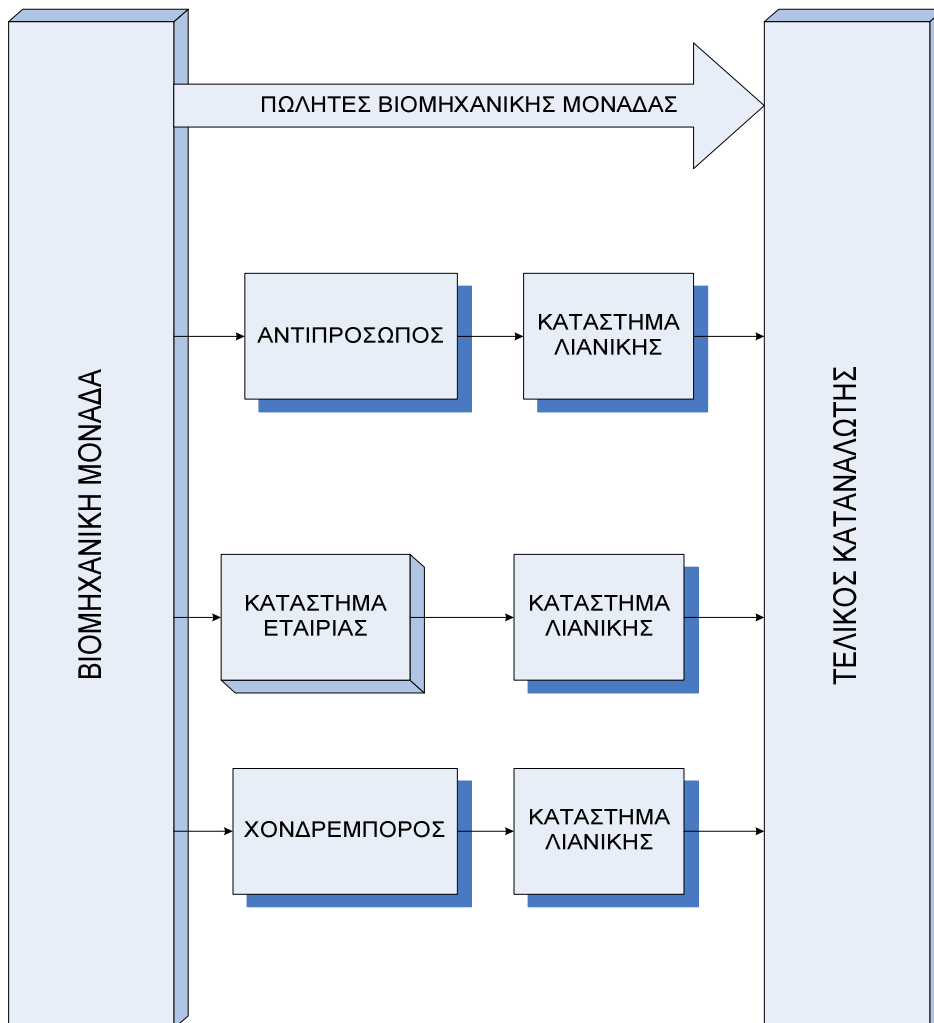 ΠΩΛΗΤΕΣ ΒΙΟΜΗΧΑΝΙΚΗΣ ΜΟΝΑΔΑΣ
ΒΙΟΜΗΧΑΝΙΚΗ ΜΟΝΑΔΑ
ΑΝΤΙΠΡΟΣΩΠΟΣ
ΚΑΤΑΣΤΗΜΑ
ΛΙΑΝΙΚΗΣ
ΚΑΤΑΣΤΗΜΑ
ΕΤΑΙΡΙΑΣ
ΚΑΤΑΣΤΗΜΑ
ΛΙΑΝΙΚΗΣ
ΧΟΝΔΡΕΜΠΟΡΟΣ
ΚΑΤΑΣΤΗΜΑ
ΛΙΑΝΙΚΗΣ
ΤΕΛΙΚΟΣ ΚΑΤΑΝΑΛΩΤΗΣ